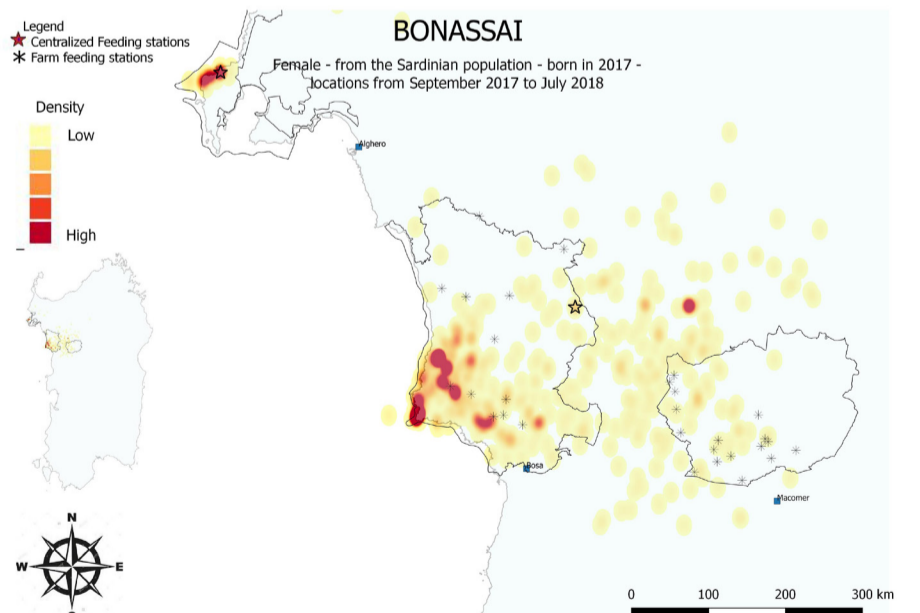 BONASSAI
Female - from the Sardinian population - born in 2017 -
locations from September 2017 to July 2018
Legend
Centralized Feeding stations
Farm feeding stations
Density
Low
High
Alghero
Bosa
Macomer
N
W E
0 100 200 300 km